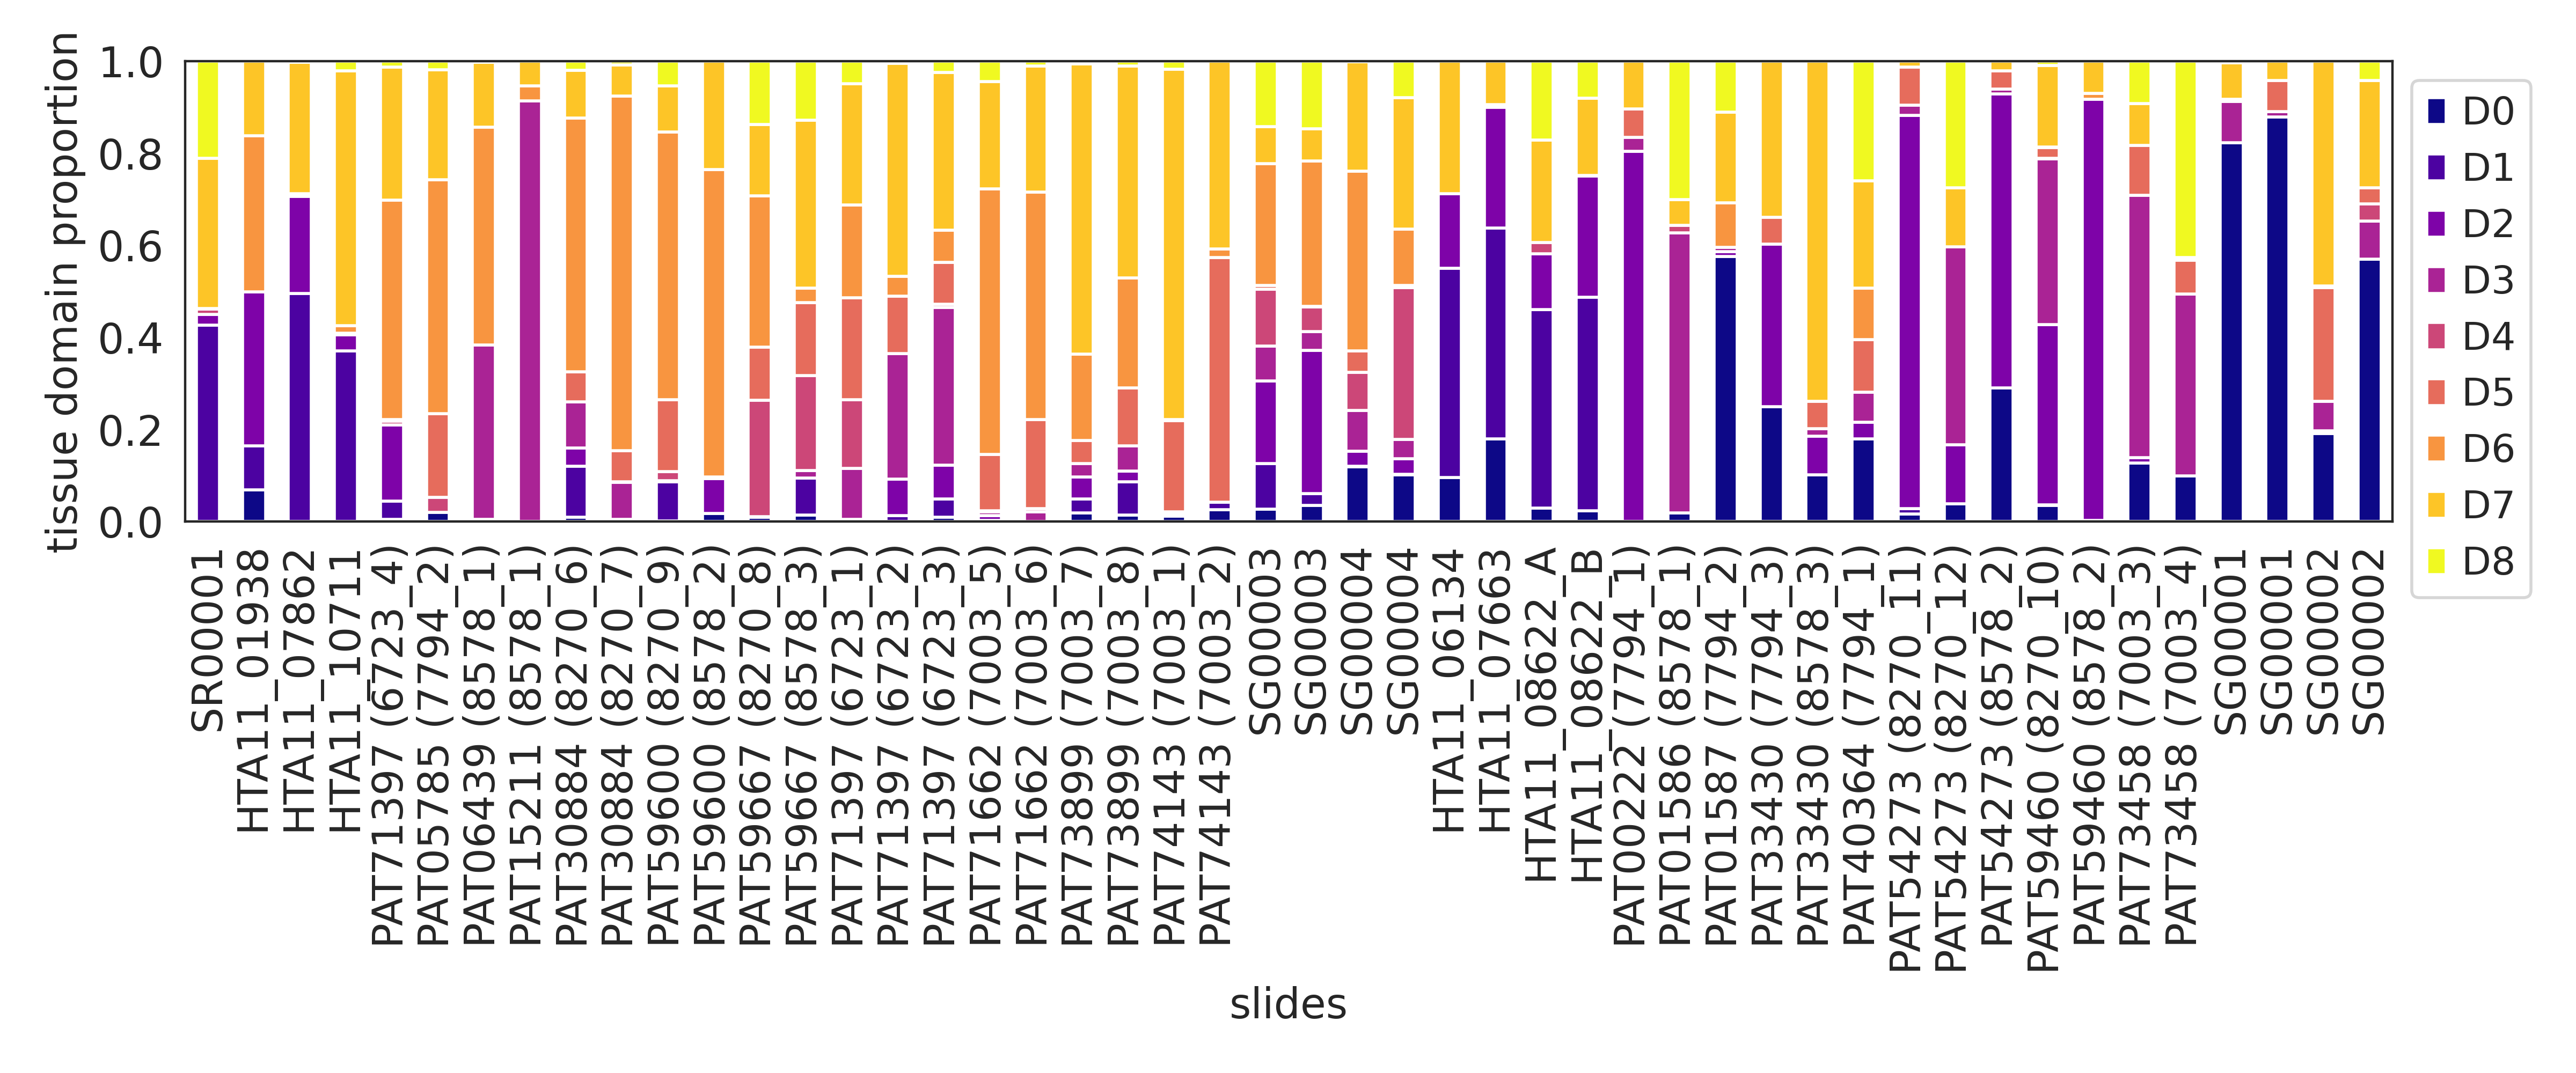 tissue domain proportion
1.0
0.8
0.6
0.4
0.2
0.0
SR00001
HTA11_01938
HTA11_07862
HTA11_10711
PAT71397 (6723_4)
PAT05785 (7794_2)
PAT06439 (8578_1)
PAT15211 (8578_1)
PAT30884 (8270_6)
PAT30884 (8270_7)
PAT59600 (8270_9)
PAT59600 (8578_2)
PAT59667 (8270_8)
PAT59667 (8578_3)
PAT71397 (6723_1)
PAT71397 (6723_2)
PAT71397 (6723_3)
PAT71662 (7003_5)
PAT71662 (7003_6)
PAT73899 (7003_7)
PAT73899 (7003_8)
PAT74143 (7003_1)
PAT74143 (7003_2)
SG00003
SG00003
SG00004
SG00004
HTA11_06134
HTA11_07663
HTA11_08622_A
HTA11_08622_B
PAT00222 (7794_1)
PAT01586 (8578_1)
PAT01587 (7794_2)
PAT33430 (7794_3)
PAT33430 (8578_3)
PAT40364 (7794_1)
PAT54273 (8270_11)
PAT54273 (8270_12)
PAT54273 (8578_2)
PAT59460 (8270_10)
PAT59460 (8578_2)
PAT73458 (7003_3)
PAT73458 (7003_4)
SG00001
SG00001
SG00002
SG00002
slides
D0
D1
D2
D3
D4
D5
D6
D7
D8